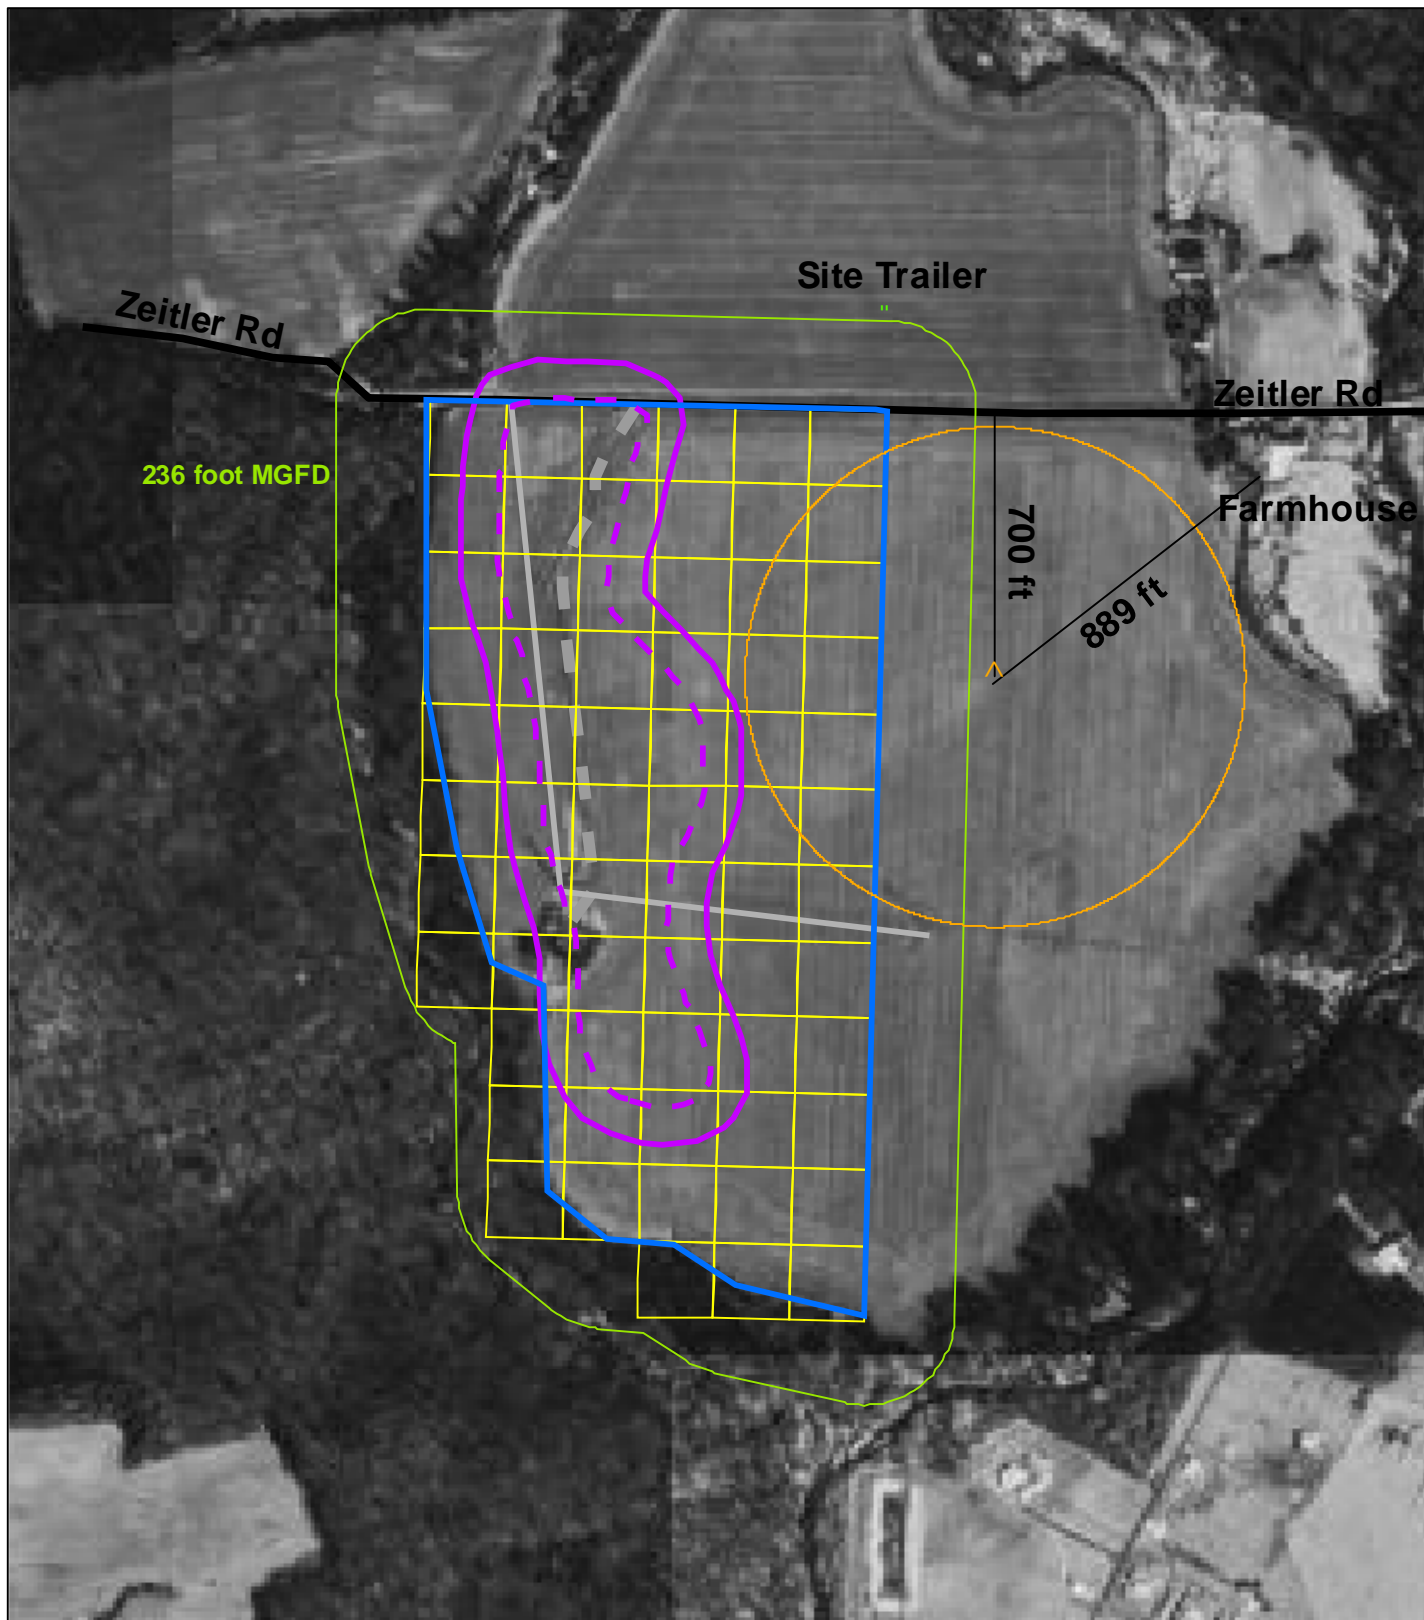 Site Trailer
Zeitler Rd
Zeitler Rd
236 foot MGFD
Farmhouse
700 ft
889 ft